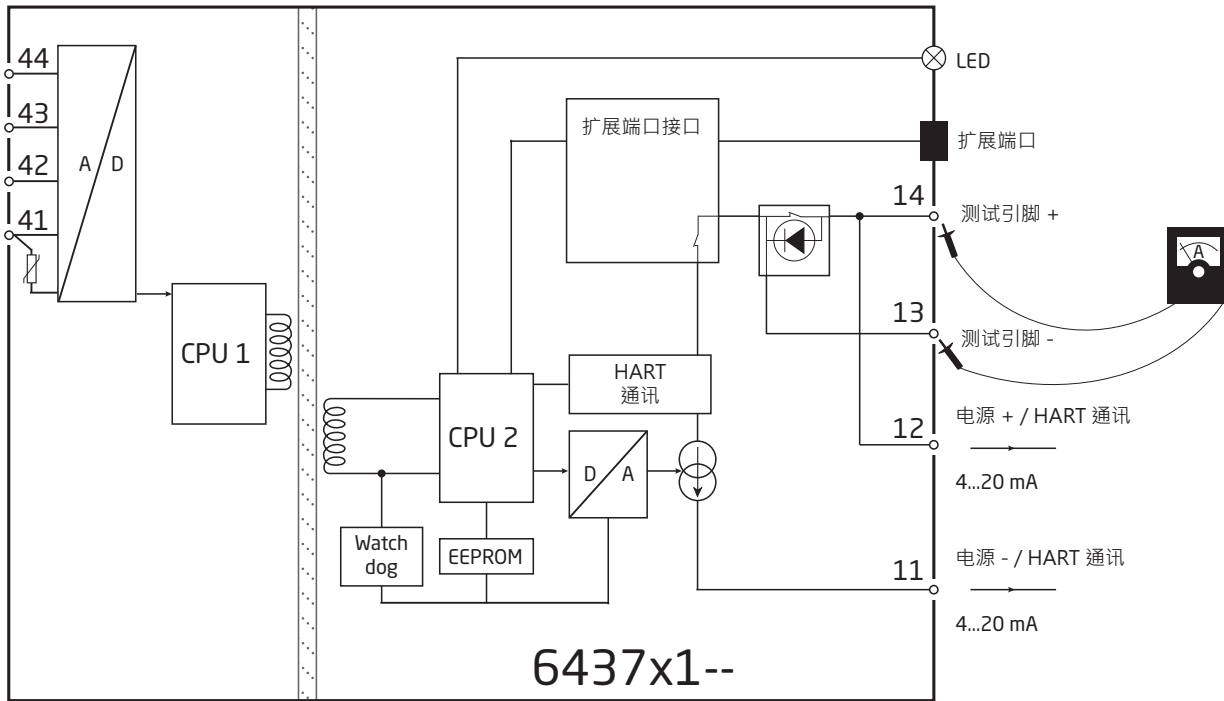 44
43
42
41
A
D
CPU 1
LED
扩展端口接口
扩展端口
14
测试引脚 +
A
13
测试引脚 -
HART
通讯
CPU 2
12
电源 + / HART 通讯
4...20 mA
D
A
Watch
dog
EEPROM
11
电源 - / HART 通讯
4...20 mA
6437x1--